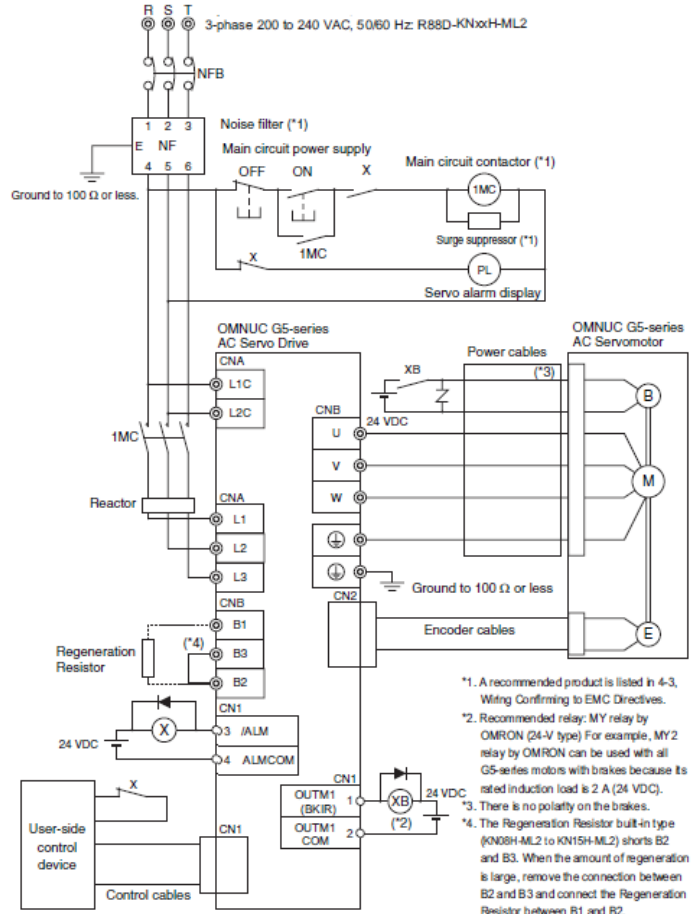 R S T
3-phase 200 to 240 VAC, 50/60 Hz: R88D-KNxxH-ML2
NFB
1 2 3
E NF
4 5 6
Noise filter (*1)
Ground to 100 Ω or less.
Main circuit power supply
OFF ON X
Main circuit contactor (*1)
1MC
Surge suppressor (*1)
1MC
X
PL
Servo alarm display
OMNUC G5-series
AC Servo Drive
OMNUC G5-series
AC Servomotor
CNA
L1C
L2C
1MC
Reactor
CNA
L1
L2
L3
CNB
B1
B3
B2
(*4)
Regeneration
Resistor
CN1
3 /ALM
4 ALMCOM
X
24 VDC
X
User-side
control
device
CN1
Control cables
XB
24 VDC
Power cables
(*3)
CNB
U
V
W
B
M
E
Ground to 100 Ω or less
CN2
Encoder cables
CN1
OUTM1
(BKIR)
1
OUTM1
COM
2
XB
(*2)
24 VDC
*1. A recommended product is listed in 4-3,
Wiring Confirming to EMC Directives.
*2. Recommended relay: MY relay by
OMRON (24-V type) For example, MY2
relay by OMRON can be used with all
G5-series motors with brakes because its
rated induction load is 2 A (24 VDC).
*3. There is no polarity on the brakes.
*4. The Regeneration Resistor built-in type
(KN08H-ML2 to KN15H-ML2) shorts B2
and B3. When the amount of regeneration
is large, remove the connection between
B2 and B3 and connect the Regeneration
Resistor between B1 and B2